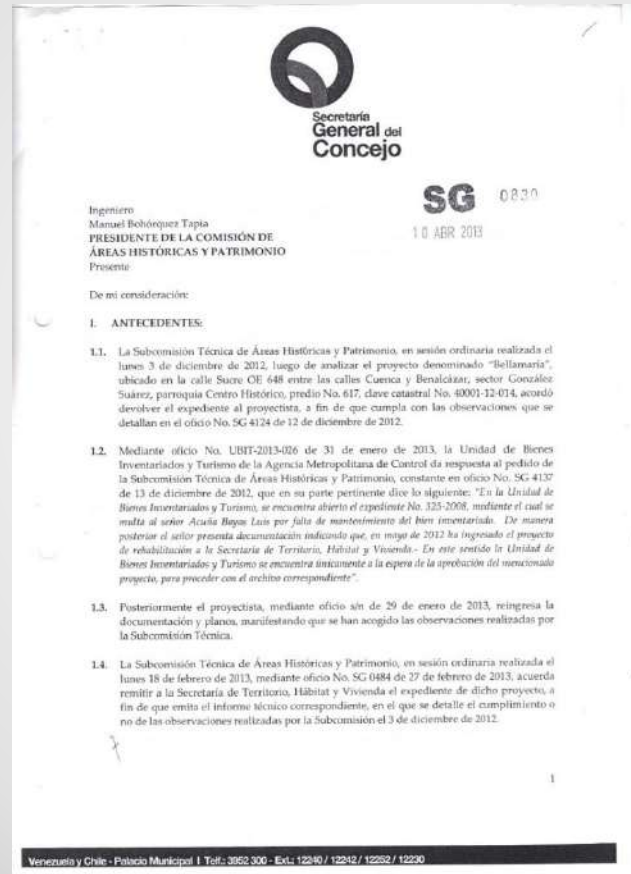 Secretaría
General del
Concejo
SG 0830
10 ABR 2013
Ingeniero
Manuel Bohórquez Tapia
PRESIDENTE DE LA COMISIÓN DE
ÁREAS HISTÓRICAS Y PATRIMONIO
Presente
De mi consideración:
I. ANTECEDENTES:
1.1. La Subcomisión Técnica de Áreas Históricas y Patrimonio, en sesión ordinaria realizada el
lunes 3 de diciembre de 2012, luego de analizar el proyecto denominado "Bellamaría",
ubicado en la calle Sucre OE 648 entre las calles Cuenca y Benalcázar, sector González
Suárez, parroquia Centro Histórico, predio No. 617, clave catastral No. 40001-12-014, acordó
devolver el expediente al proyectista, a fin de que cumpla con las observaciones que se
detallan en el oficio No. SG 4124 de 12 de diciembre de 2012.
1.2. Mediante oficio No. UBIT-2013-026 de 31 de enero de 2013, la Unidad de Bienes
Inventariados y Turismo de la Agencia Metropolitana de Control da respuesta al pedido de
la Subcomisión Técnica de Áreas Históricas y Patrimonio, constante en oficio No. SG 4137
de 13 de diciembre de 2012, que en su parte pertinente dice lo siguiente: "En la Unidad de
Bienes Inventariados y Turismo, se encuentra abierto el expediente No. 325-2008, mediante el cual se
multa al señor Acuña Bayas Luis por falta de mantenimiento del bien inventariado. De manera
posterior el señor presenta documentación indicando que, en mayo de 2012 ha ingresado el proyecto
de rehabilitación a la Secretaría de Territorio, Hábitat y Vivienda.- En este sentido la Unidad de
Bienes Inventariados y Turismo se encuentra únicamente a la espera de la aprobación del mencionado
proyecto, para proceder con el archivo correspondiente".
1.3. Posteriormente el proyectista, mediante oficio s/n de 29 de enero de 2013, reingresa la
documentación y planos, manifestando que se han acogido las observaciones realizadas por
la Subcomisión Técnica.
1.4. La Subcomisión Técnica de Áreas Históricas y Patrimonio, en sesión ordinaria realizada el
lunes 18 de febrero de 2013, mediante oficio No. SG 0484 de 27 de febrero de 2013, acuerda
remitir a la Secretaría de Territorio, Hábitat y Vivienda el expediente de dicho proyecto, a
fin de que emita el informe técnico correspondiente, en el que se detalle el cumplimiento o
no de las observaciones realizadas por la Subcomisión el 3 de diciembre de 2012.
1
Venezuela y Chile - Palacio Municipal I Telf.: 3952 300 - Ext.: 12240 / 12242 / 12252 / 12230